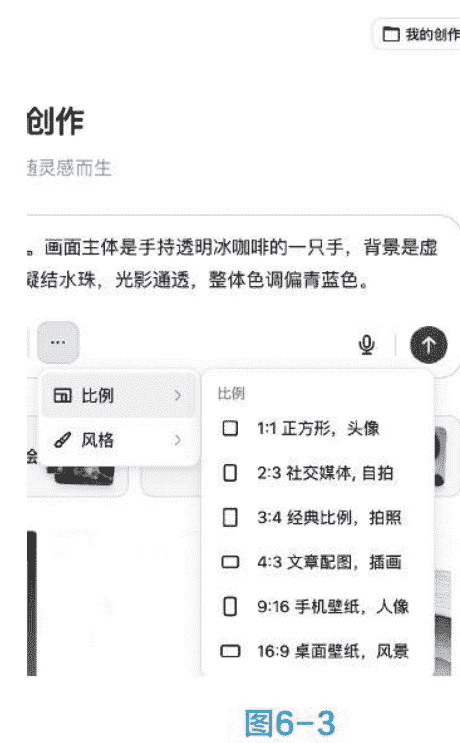 我的创作
创作
随灵感而生
。画面主体是手持透明冰咖啡的一只手，背景是虚
凝结水珠，光影通透，整体色调偏青蓝色。
比例
风格
比例
1:1 正方形，头像
2:3 社交媒体, 自拍
3:4 经典比例，拍照
4:3 文章配图，插画
9:16 手机壁纸，人像
16:9 桌面壁纸，风景
图6-3